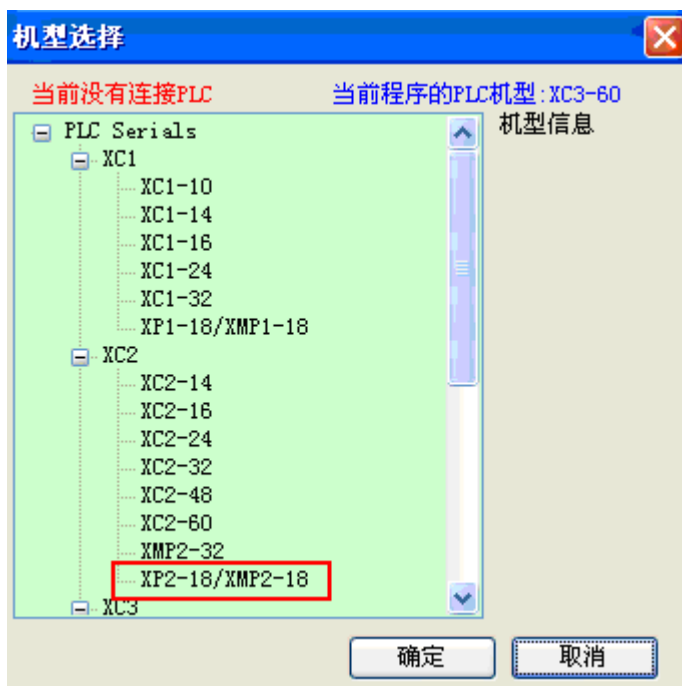 机型选择
当前没有连接PLC 当前程序的PLC机型:XC3-60
机型信息
PLC Serials
XC1
XC1-10
XC1-14
XC1-16
XC1-24
XC1-32
XP1-18/XMP1-18
XC2
XC2-14
XC2-16
XC2-24
XC2-32
XC2-48
XC2-60
XMP2-32
XP2-18/XMP2-18
XC3
确定 取消